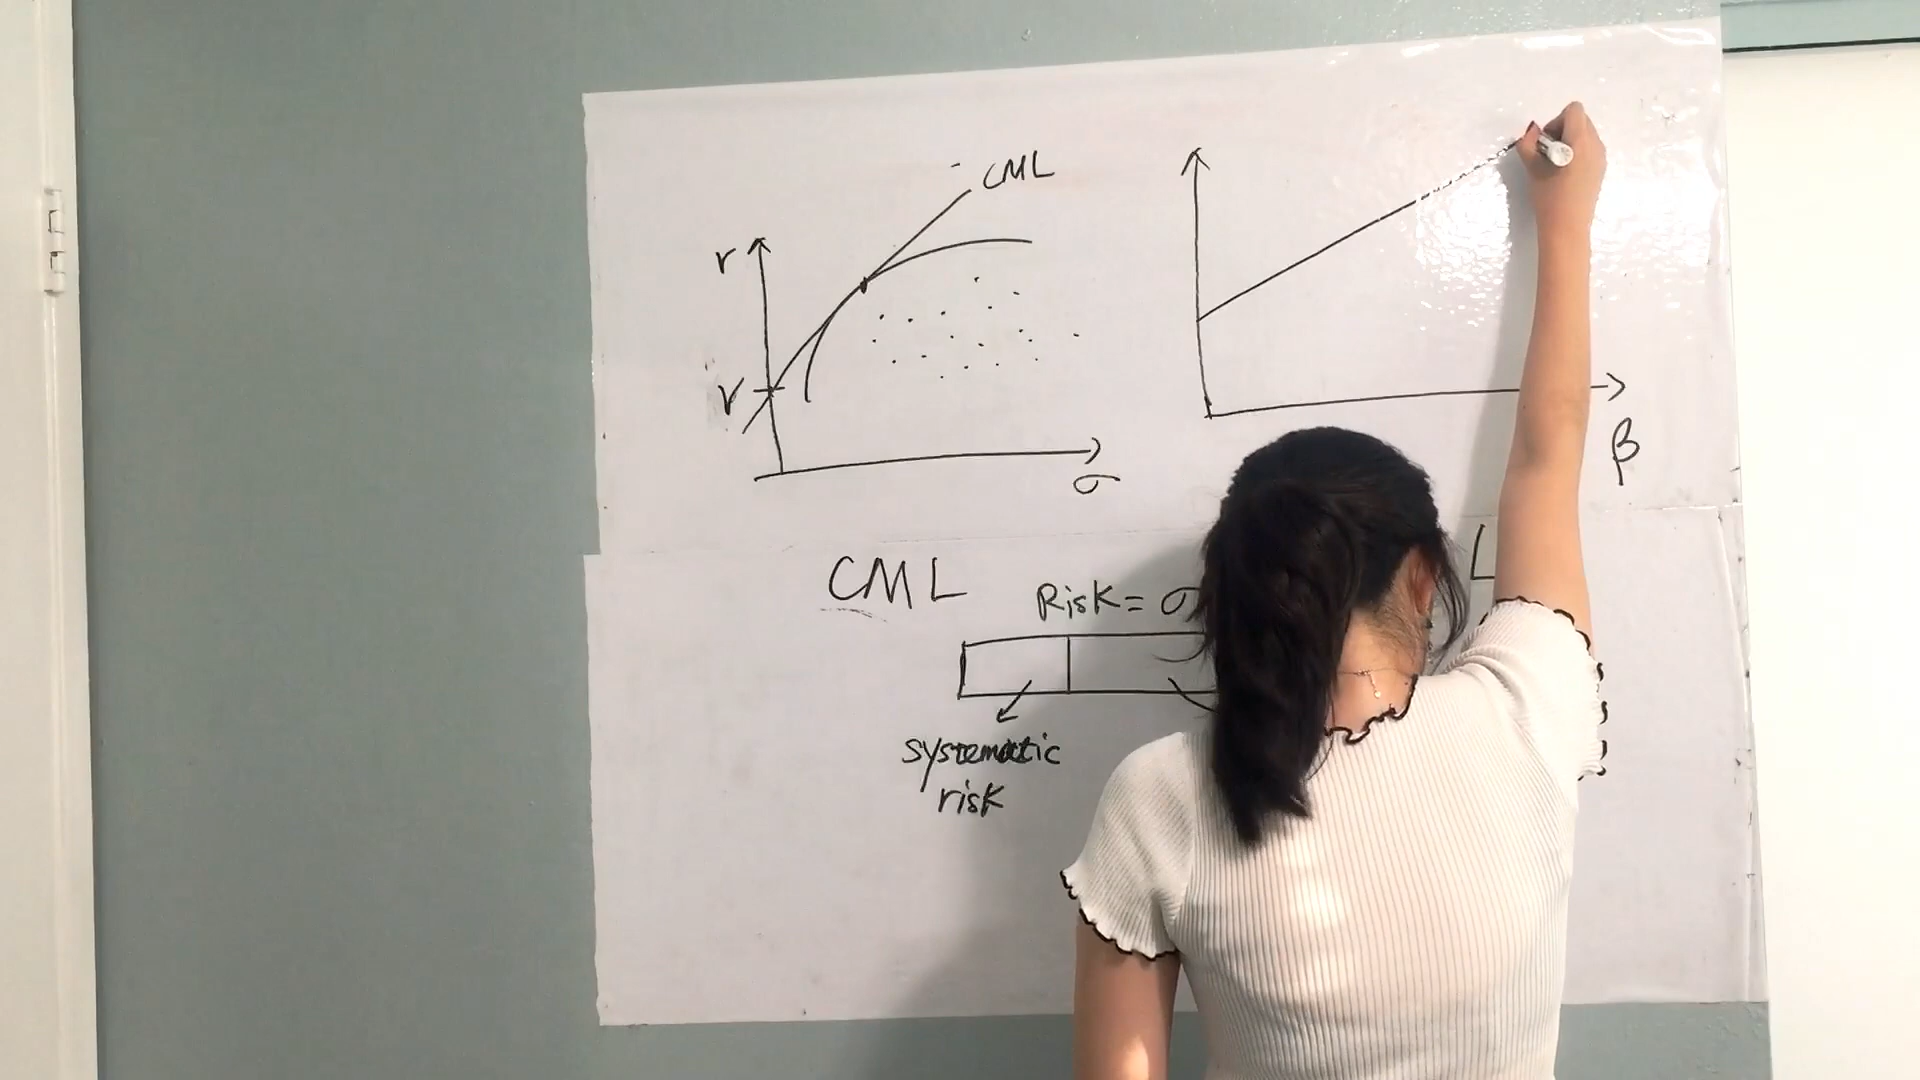 CML
r
r
σ
β
CML
L
Risk = σ
systematic
risk